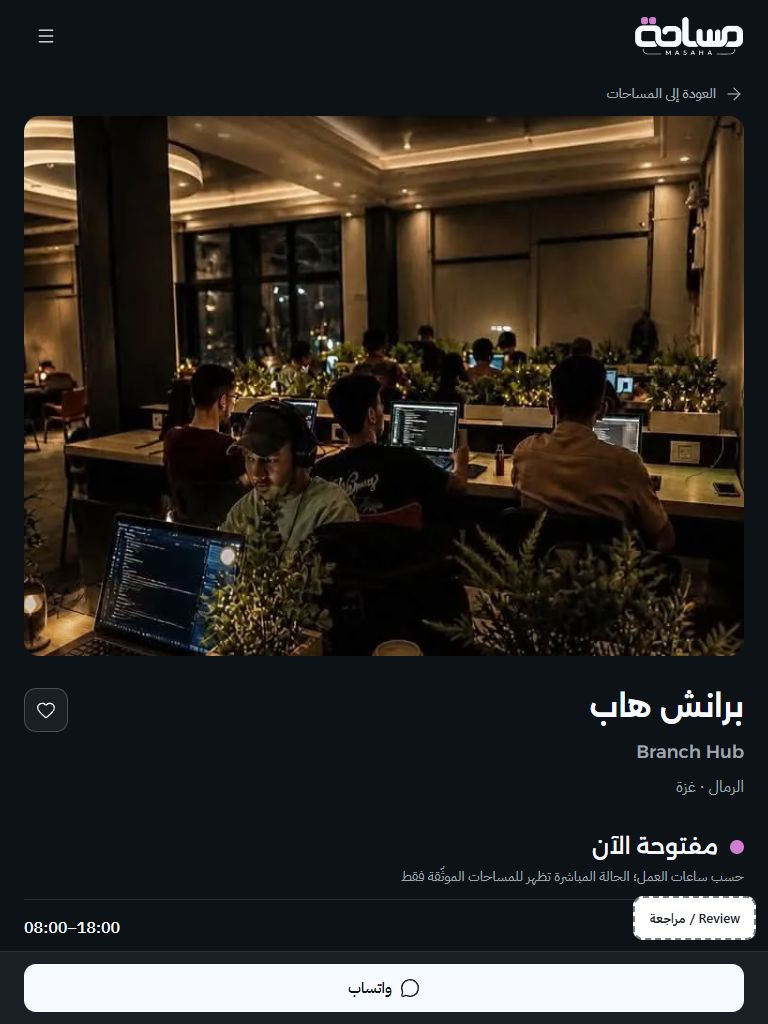 مساحة
MASAHA
العودة إلى المساحات
برانش هاب
Branch Hub
الرمال · غزة
مفتوحة الآن
حسب ساعات العمل؛ الحالة المباشرة تظهر للمساحات الموثّقة فقط
Review / مراجعة
08:00–18:00
واتساب